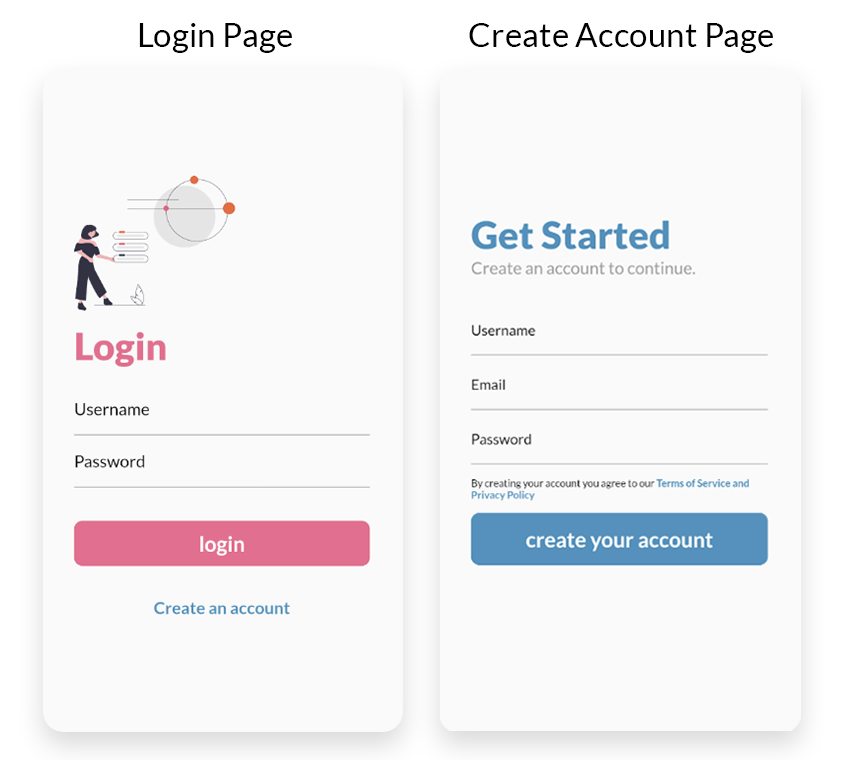 Login Page
Login
Username
Password
login
Create an account
Create Account Page
Get Started
Create an account to continue.
Username
Email
Password
By creating your account you agree to our Terms of Service and
Privacy Policy
create your account